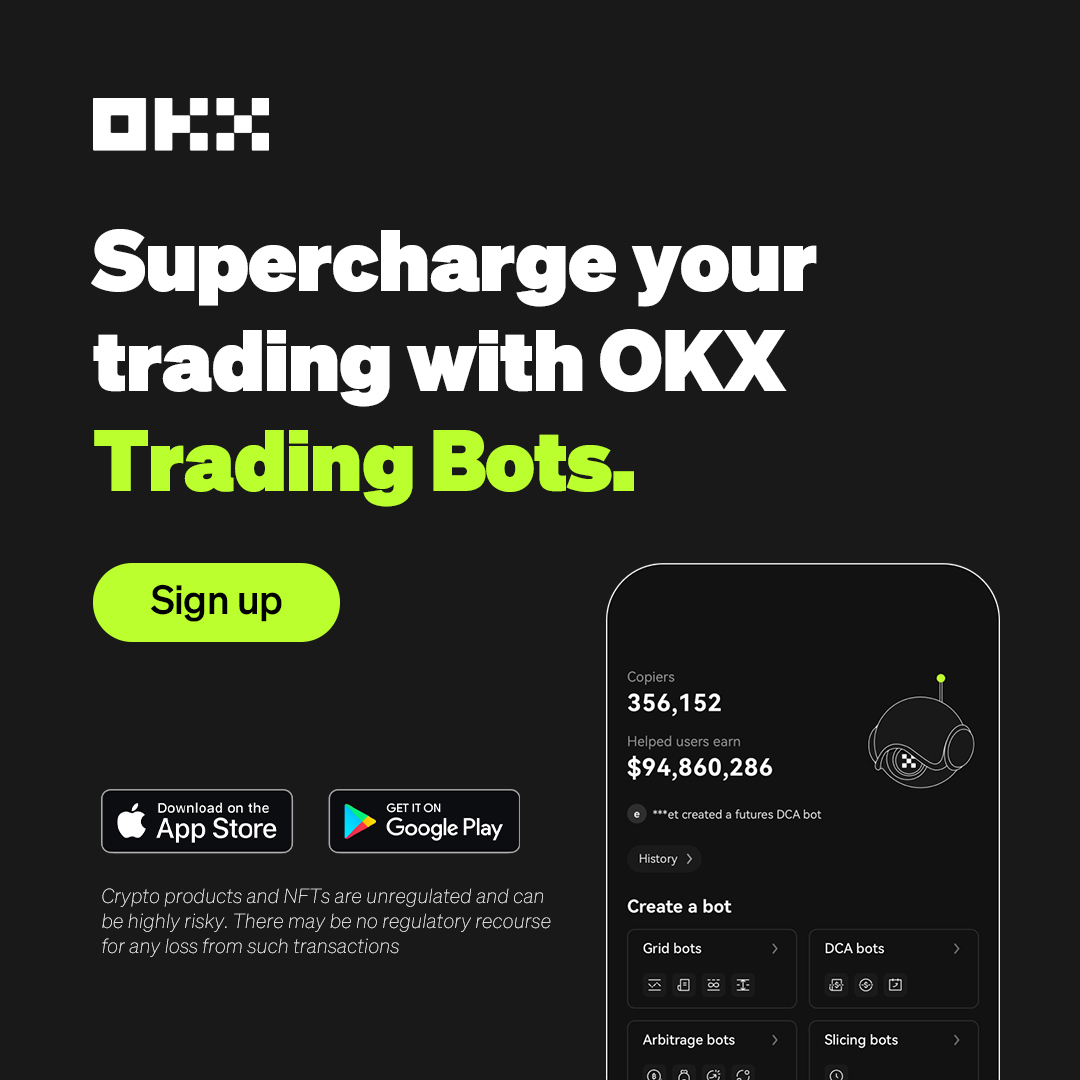 OKX
Supercharge your
trading with OKX
Trading Bots.
Sign up
Download on the
App Store
GET IT ON
Google Play
Crypto products and NFTs are unregulated and can
be highly risky. There may be no regulatory recourse
for any loss from such transactions
Copiers
356,152
Helped users earn
$94,860,286
e ***et created a futures DCA bot
History
Create a bot
Grid bots
DCA bots
Arbitrage bots
Slicing bots